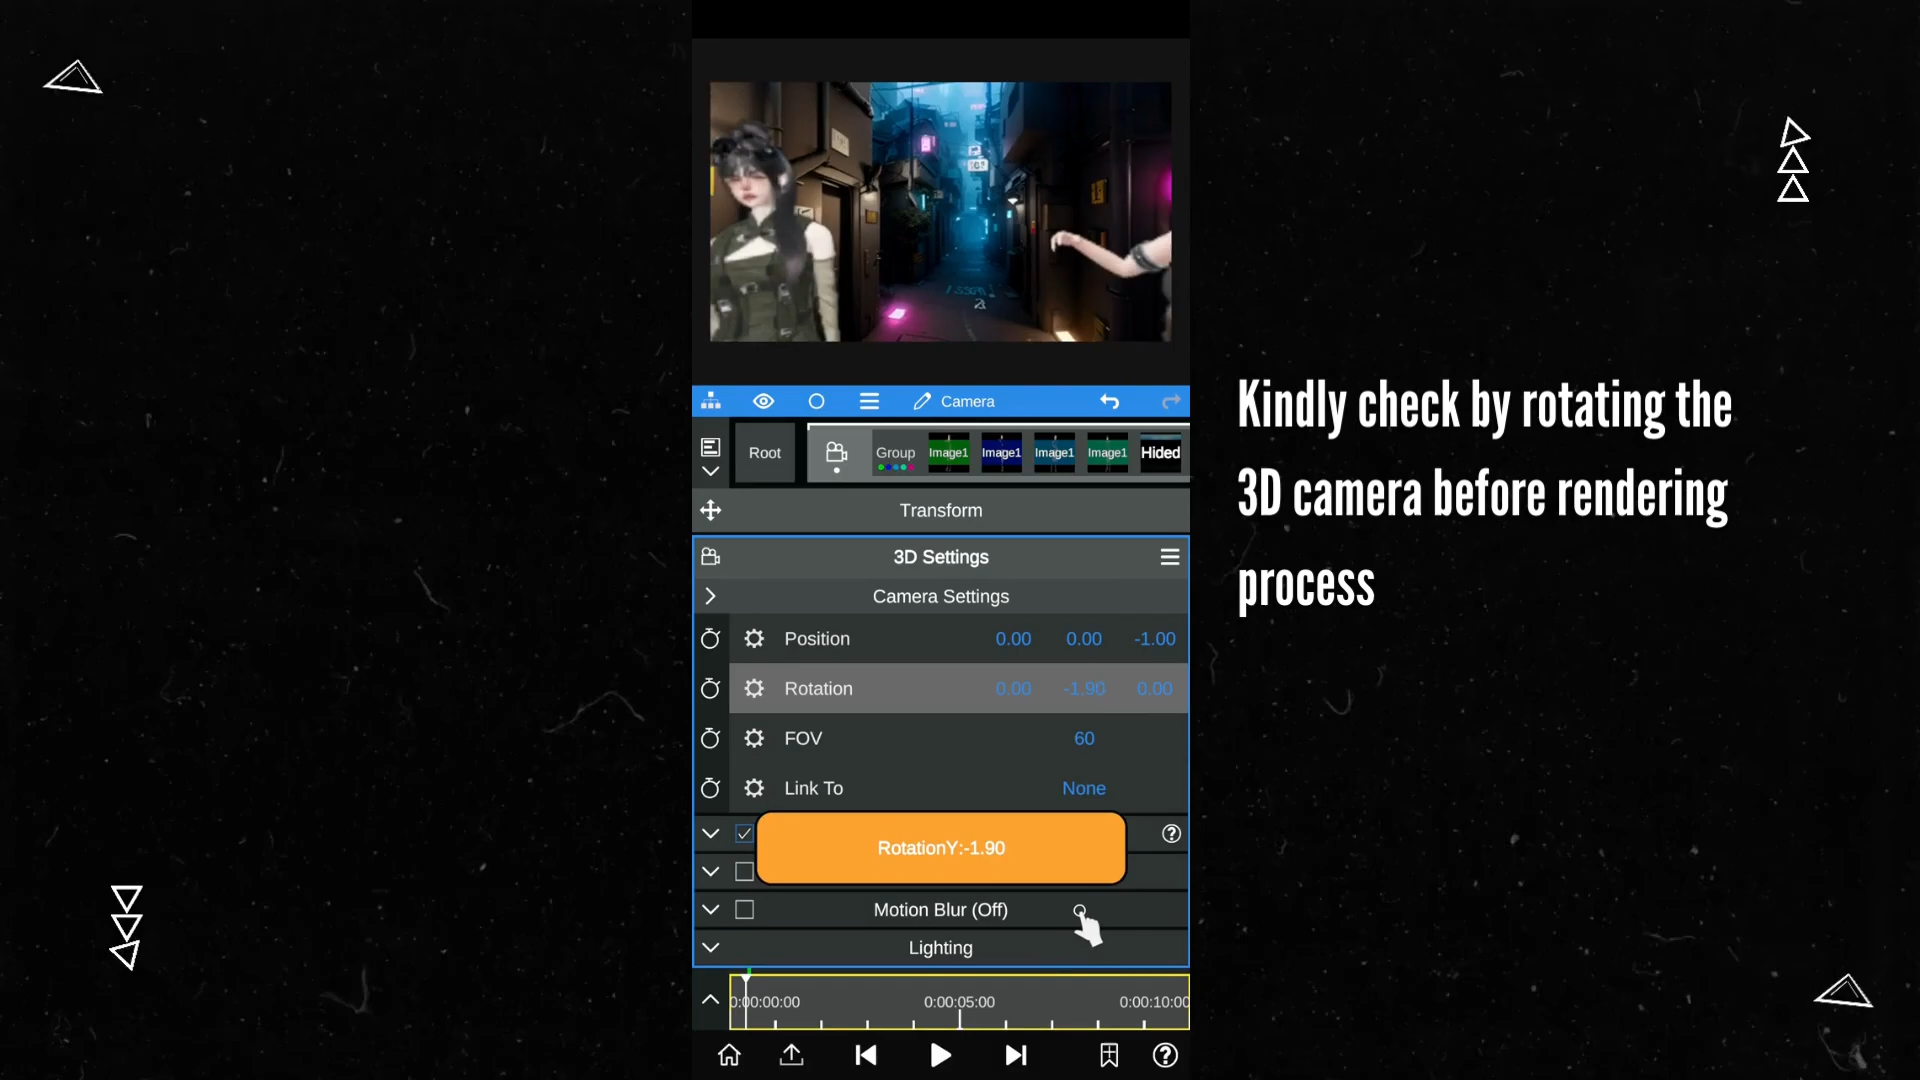 Camera
Root
Group
Image1
Image1
Image1
Image1
Hided
Transform
3D Settings
Camera Settings
Position 0.00 0.00 -1.00
Rotation 0.00 -1.90 0.00
FOV 60
Link To None
RotationY:-1.90
Motion Blur (Off)
Lighting
0:00:00:00 0:00:05:00 0:00:10:00
Kindly check by rotating the
3D camera before rendering
process